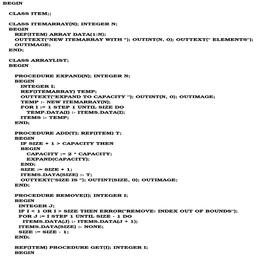 BEGIN
CLASS ITEM;;
CLASS ITEMARRAY(N); INTEGER N;
BEGIN
REF(ITEM) ARRAY DATA(1:N);
OUTTEXT("NEW ITEMARRAY WITH "); OUTINT(N, 0); OUTTEXT(" ELEMENTS");
OUTIMAGE;
END;
CLASS ARRAYLIST;
BEGIN
PROCEDURE EXPAND(N); INTEGER N;
BEGIN
INTEGER I;
REF(ITEMARRAY) TEMP;
OUTTEXT("EXPAND TO CAPACITY "); OUTINT(N, 0); OUTIMAGE;
TEMP :- NEW ITEMARRAY(N);
FOR I := 1 STEP 1 UNTIL SIZE DO
TEMP.DATA(I) :- ITEMS.DATA(I);
ITEMS :- TEMP;
END;
PROCEDURE ADD(T); REF(ITEM) T;
BEGIN
IF SIZE + 1 > CAPACITY THEN
BEGIN
CAPACITY := 2 * CAPACITY;
EXPAND(CAPACITY);
END;
SIZE := SIZE + 1;
ITEMS.DATA(SIZE) :- T;
OUTTEXT("SIZE IS "); OUTINT(SIZE, 0); OUTIMAGE;
END;
PROCEDURE REMOVE(I); INTEGER I;
BEGIN
INTEGER J;
IF I < 1 OR I > SIZE THEN ERROR("REMOVE: INDEX OUT OF BOUNDS");
FOR J := I STEP 1 UNTIL SIZE - 1 DO
ITEMS.DATA(J) :- ITEMS.DATA(J + 1);
ITEMS.DATA(SIZE) :- NONE;
SIZE := SIZE - 1;
END;
REF(ITEM) PROCEDURE GET(I); INTEGER I;
BEGIN